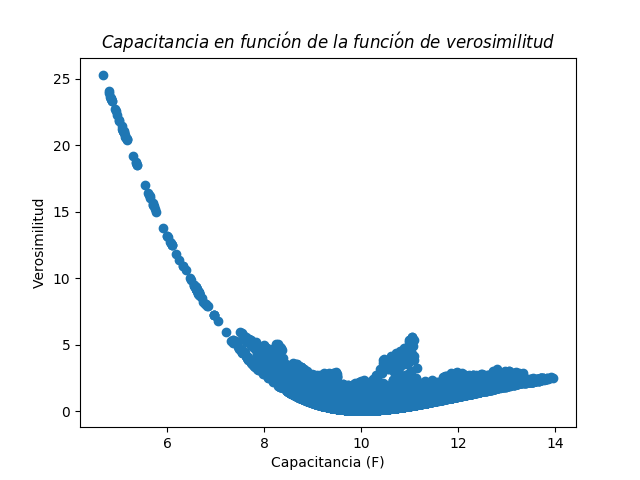 Capacitancia en función de la función de verosimilitud
25
20
15
10
5
0
Verosimilitud
6 8 10 12 14
Capacitancia (F)